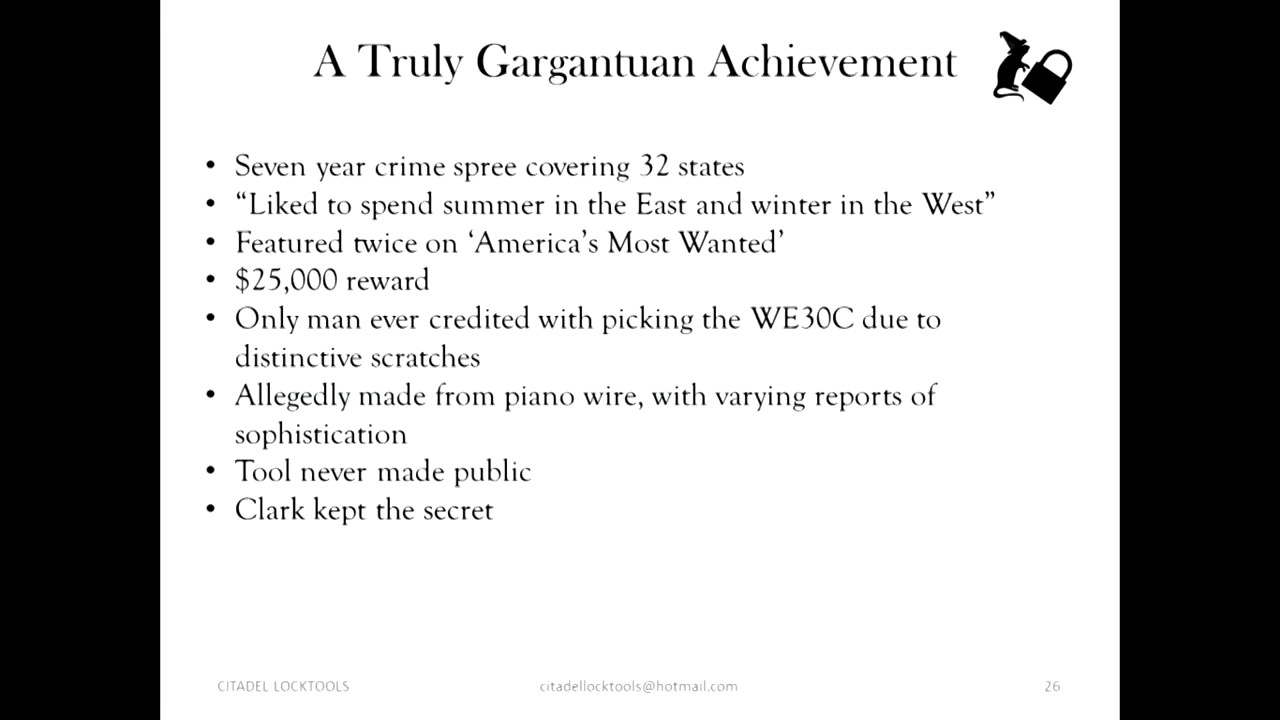 A Truly Gargantuan Achievement
• Seven year crime spree covering 32 states
• “Liked to spend summer in the East and winter in the West”
• Featured twice on ‘America’s Most Wanted’
• $25,000 reward
• Only man ever credited with picking the WE30C due to
distinctive scratches
• Allegedly made from piano wire, with varying reports of
sophistication
• Tool never made public
• Clark kept the secret
CITADEL LOCKTOOLS
citadellocktools@hotmail.com
26